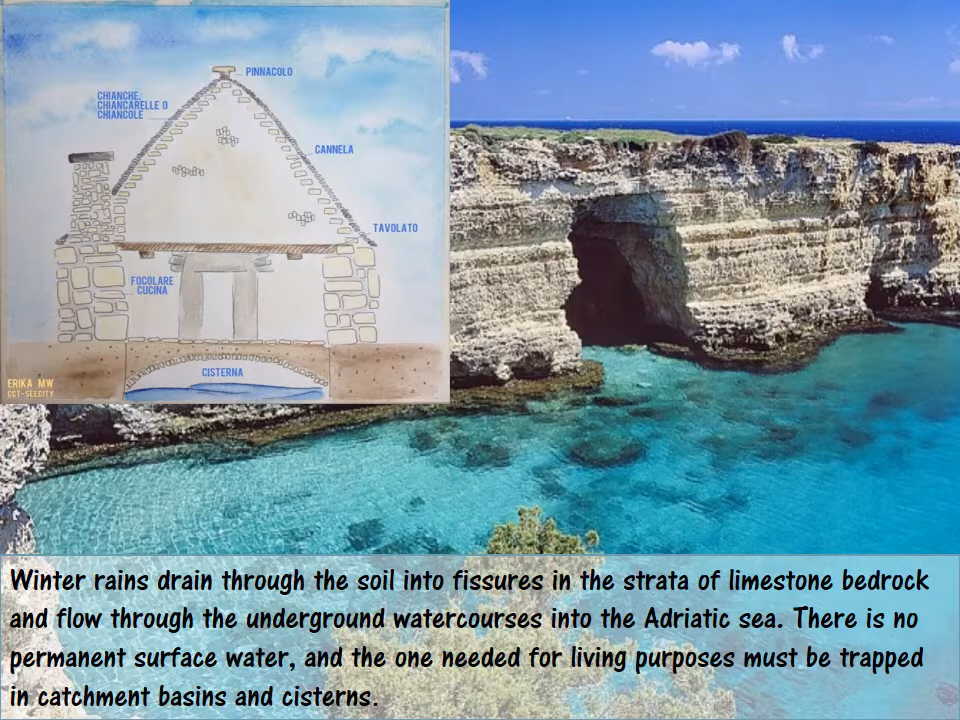 PINNACOLO
CHIANCHE,
CHIANCARELLE O
CHIANCOLE
CANNELA
TAVOLATO
FOCOLARE
CUCINA
CISTERNA
ERIKA MW
CCT-SEECITY
Winter rains drain through the soil into fissures in the strata of limestone bedrock
and flow through the underground watercourses into the Adriatic sea. There is no
permanent surface water, and the one needed for living purposes must be trapped
in catchment basins and cisterns.